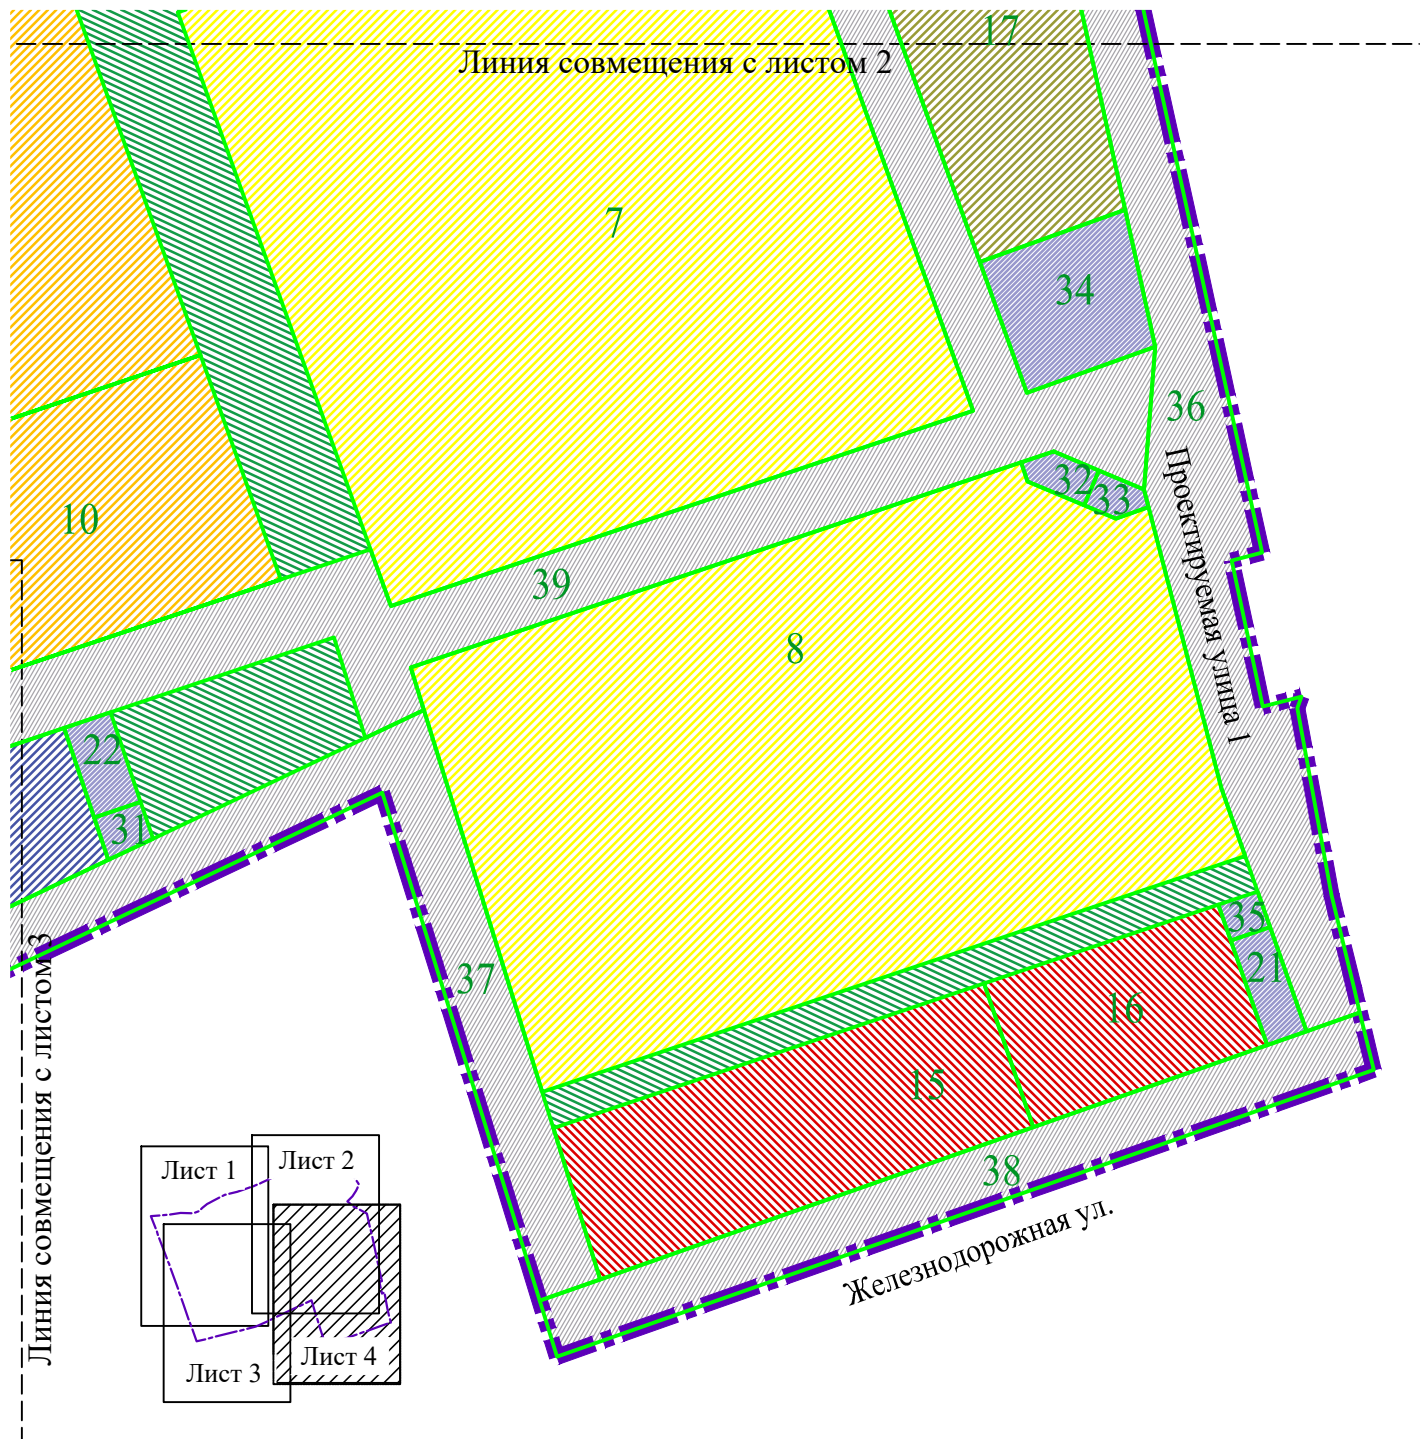 17
Линия совмещения с листом 2
7
34
36
Проектируемая улица 1
32
33
10
39
8
22
31
35
21
37
16
15
38
Железнодорожная ул.
Линия совмещения с листом 3
Лист 1
Лист 2
Лист 3
Лист 4